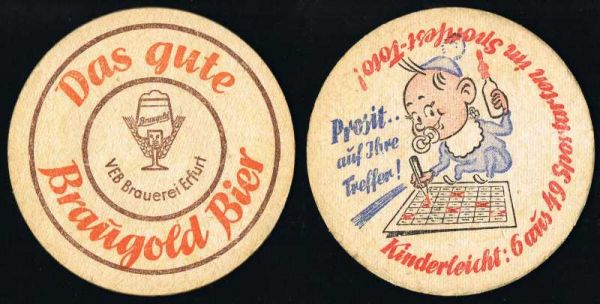 Das gute
Braugold
VEB Brauerei Erfurt
Braugold Bier
Prosit..
auf Ihre
Treffer!
Kinderleicht: 6 aus 49 Sportarten im Sportfest-Toto!